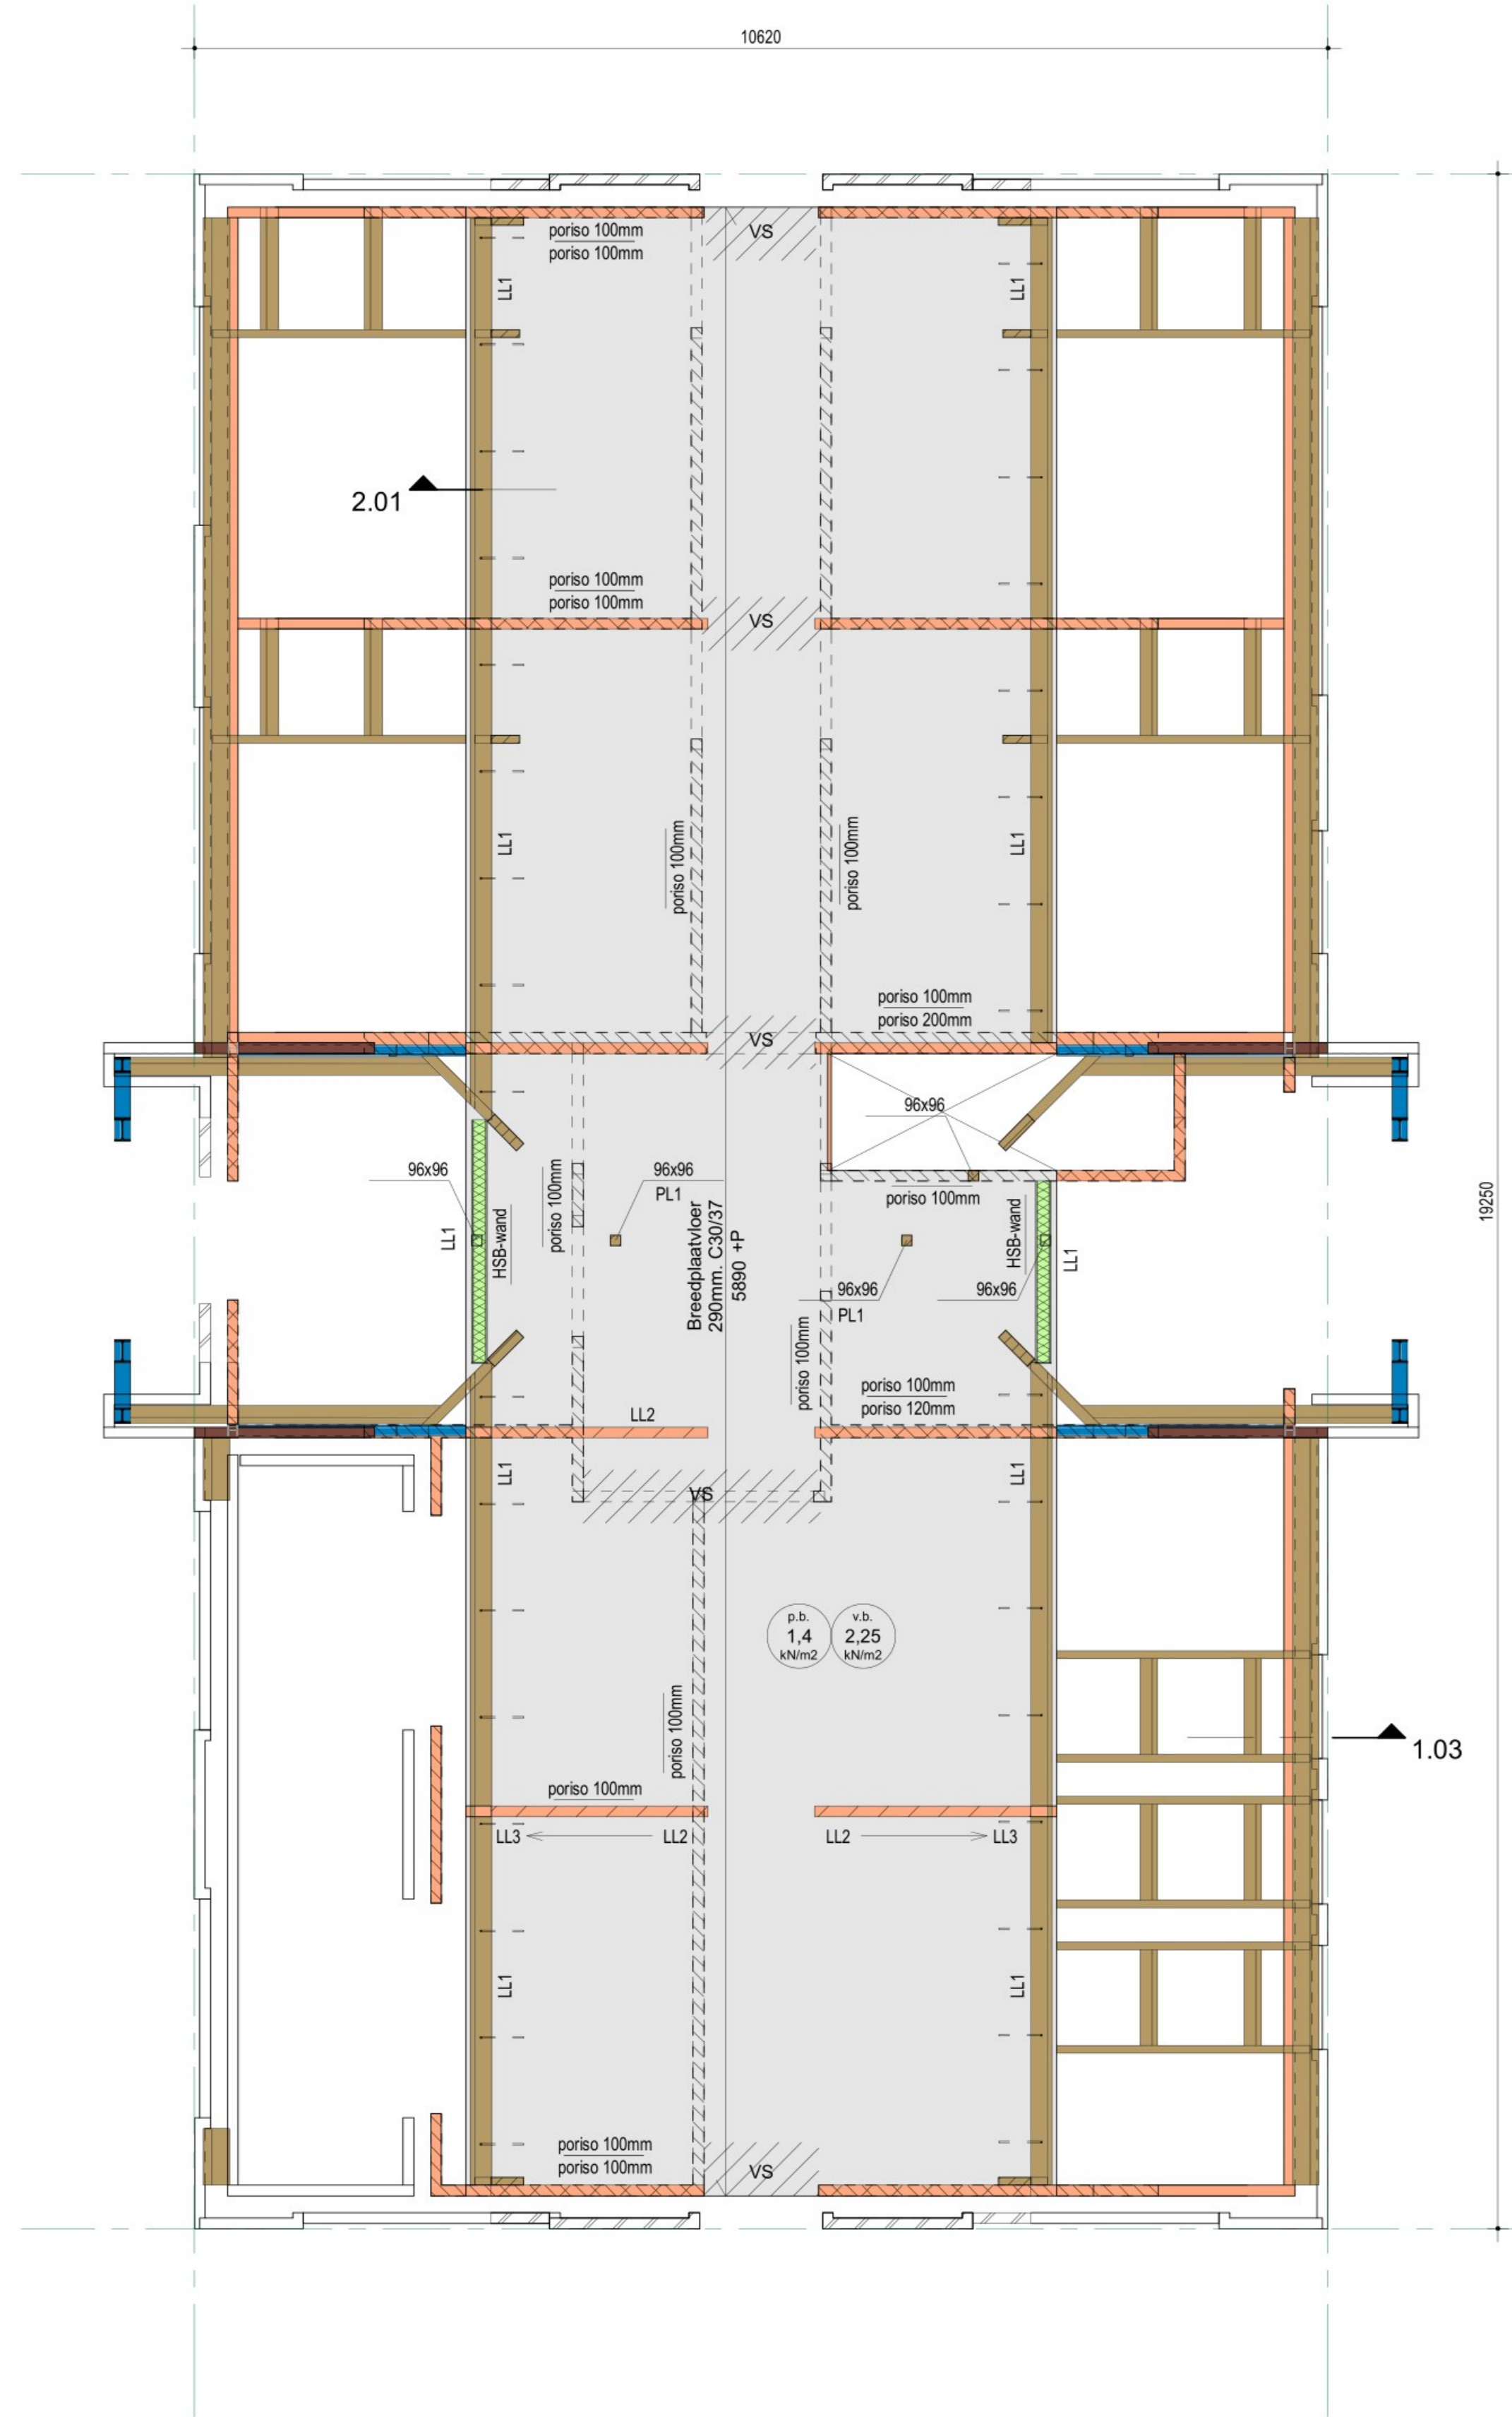 10620
VS
poriso 100mm
poriso 100mm
LL1
LL1
2.01
poriso 100mm
poriso 100mm
VS
LL1
poriso 100mm
poriso 100mm
LL1
poriso 100mm
poriso 200mm
VS
96x96
96x96
96x96
PL1
poriso 100mm
poriso 100mm
LL1
HSB-wand
Breedplaatvloer
290mm. C30/37
5890 +P
HSB-wand
LL1
19250
96x96
PL1
96x96
poriso 100mm
poriso 100mm
poriso 120mm
LL2
LL1
LL1
VS
p.b.
1,4
kN/m2
v.b.
2,25
kN/m2
poriso 100mm
1.03
poriso 100mm
LL3
LL2
LL2
LL3
LL1
LL1
poriso 100mm
poriso 100mm
VS